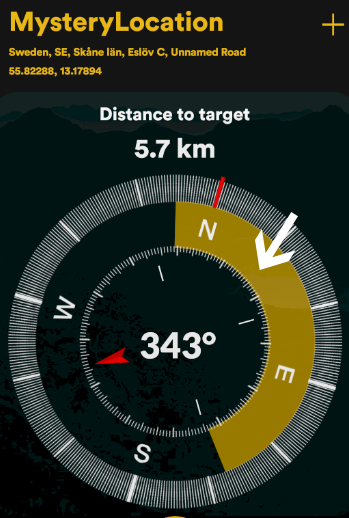 MysteryLocation
Sweden, SE, Skåne län, Eslöv C, Unnamed Road
55.82288, 13.17894
Distance to target
5.7 km
N
W
343°
E
S